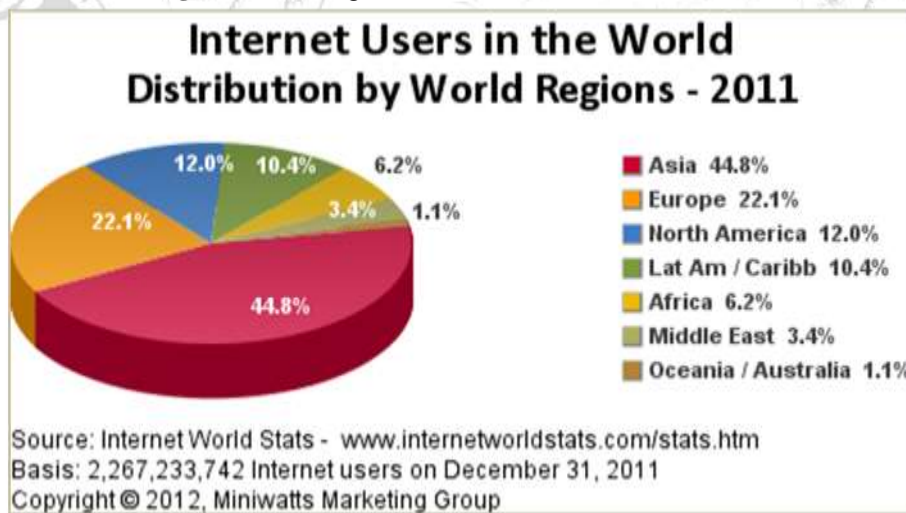 Internet Users in the World
Distribution by World Regions - 2011
12.0%
10.4%
6.2%
22.1%
3.4%
1.1%
44.8%
Asia 44.8%
Europe 22.1%
North America 12.0%
Lat Am / Caribb 10.4%
Africa 6.2%
Middle East 3.4%
Oceania / Australia 1.1%
Source: Internet World Stats - www.internetworldstats.com/stats.htm
Basis: 2,267,233,742 Internet users on December 31, 2011
Copyright © 2012, Miniwatts Marketing Group